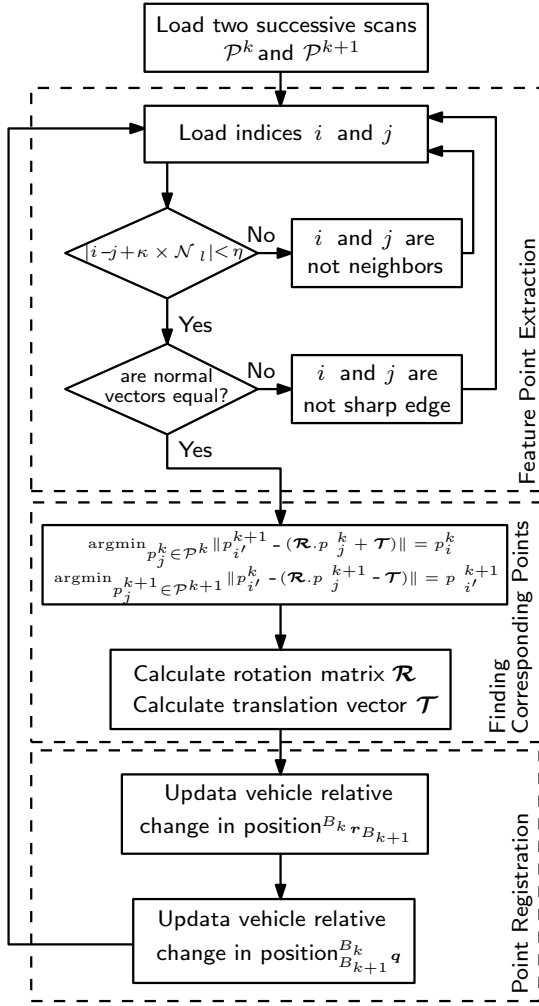 Load two successive scans
𝒫^k and 𝒫^{k+1}
Load indices i and j
|i-j+κ × 𝒩_l|<η
No
i and j are
not neighbors
Yes
are normal
vectors equal?
No
i and j are
not sharp edge
Yes
Feature Point Extraction
argmin_{p_j^k ∈ 𝒫^k} ‖p_{i'}^{k+1} - (𝓡.p_j^k + 𝓣)‖ = p_i^k
argmin_{p_j^{k+1} ∈ 𝒫^{k+1}} ‖p_{i'}^k - (𝓡.p_j^{k+1} - 𝓣)‖ = p_{i'}^{k+1}
Calculate rotation matrix 𝓡
Calculate translation vector 𝓣
Finding
Corresponding Points
Updata vehicle relative
change in position ^{B_k} r_{B_{k+1}}
Updata vehicle relative
change in position ^{B_k}_{B_{k+1}} q
Point Registration